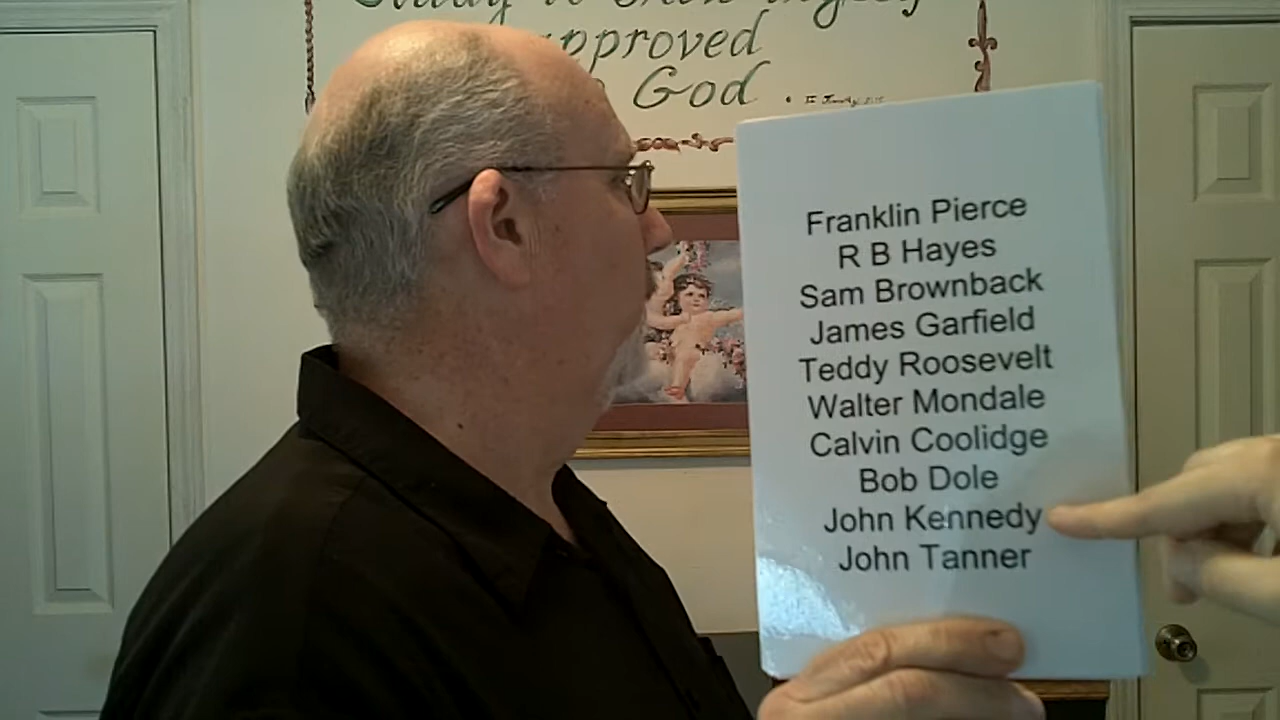 approved
God
Franklin Pierce
R B Hayes
Sam Brownback
James Garfield
Teddy Roosevelt
Walter Mondale
Calvin Coolidge
Bob Dole
John Kennedy
John Tanner